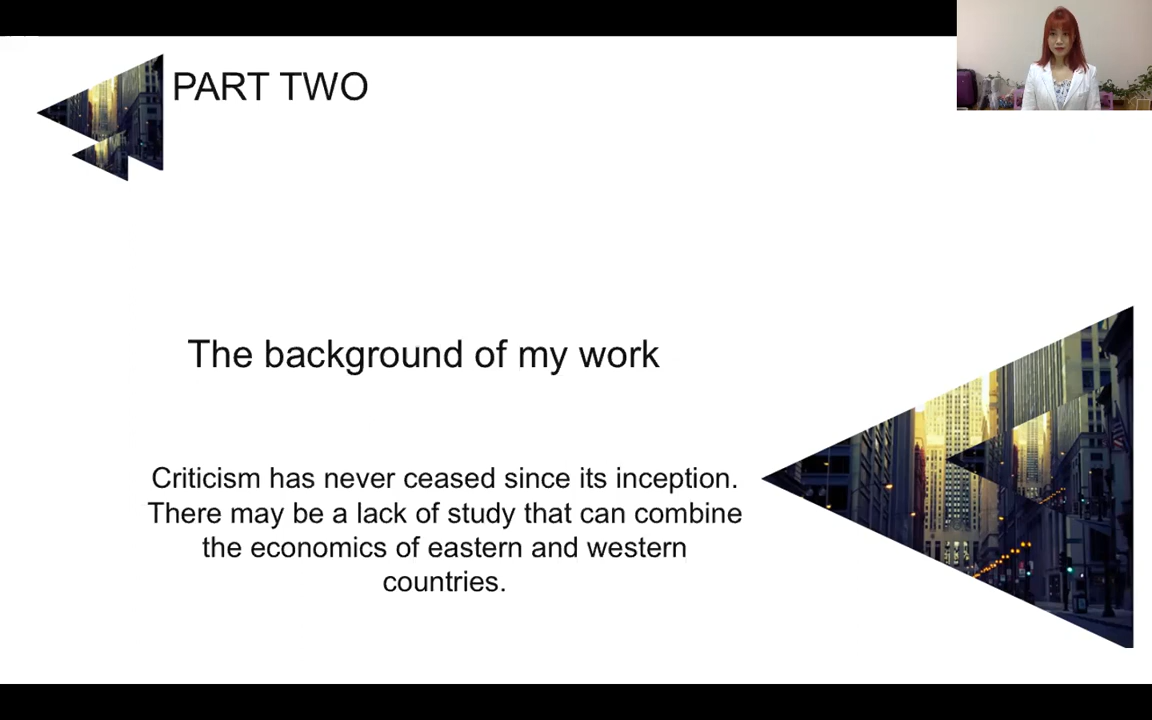 PART TWO
The background of my work
Criticism has never ceased since its inception.
There may be a lack of study that can combine
the economics of eastern and western
countries.